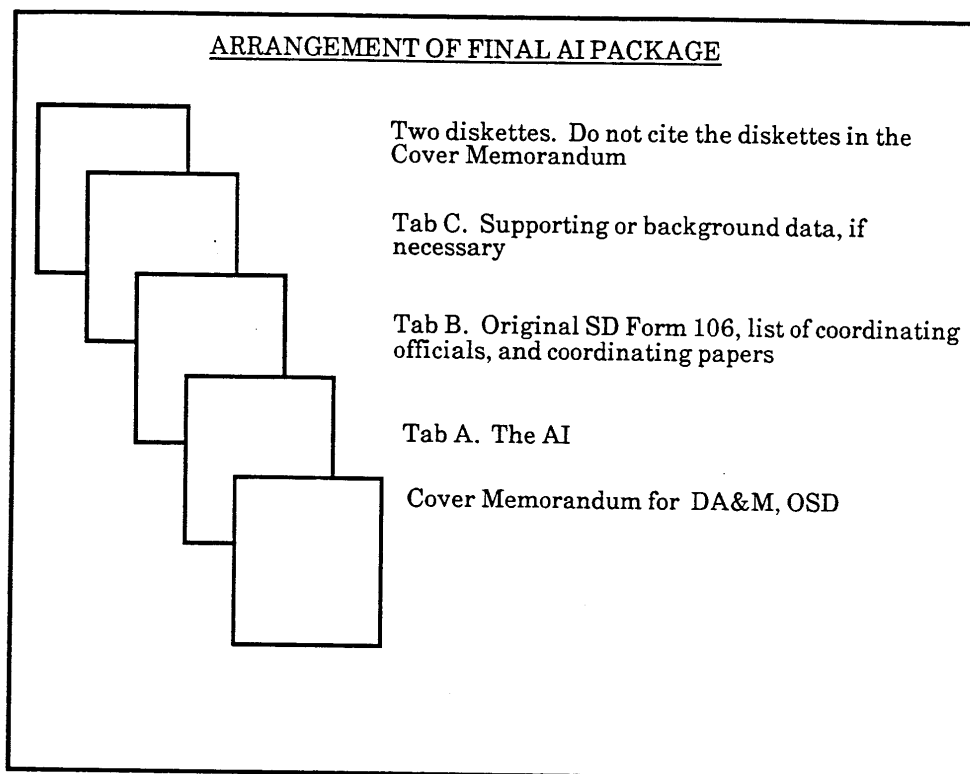 ARRANGEMENT OF FINAL AI PACKAGE
Two diskettes. Do not cite the diskettes in the
Cover Memorandum
Tab C. Supporting or background data, if
necessary
Tab B. Original SD Form 106, list of coordinating
officials, and coordinating papers
Tab A. The AI
Cover Memorandum for DA&M, OSD